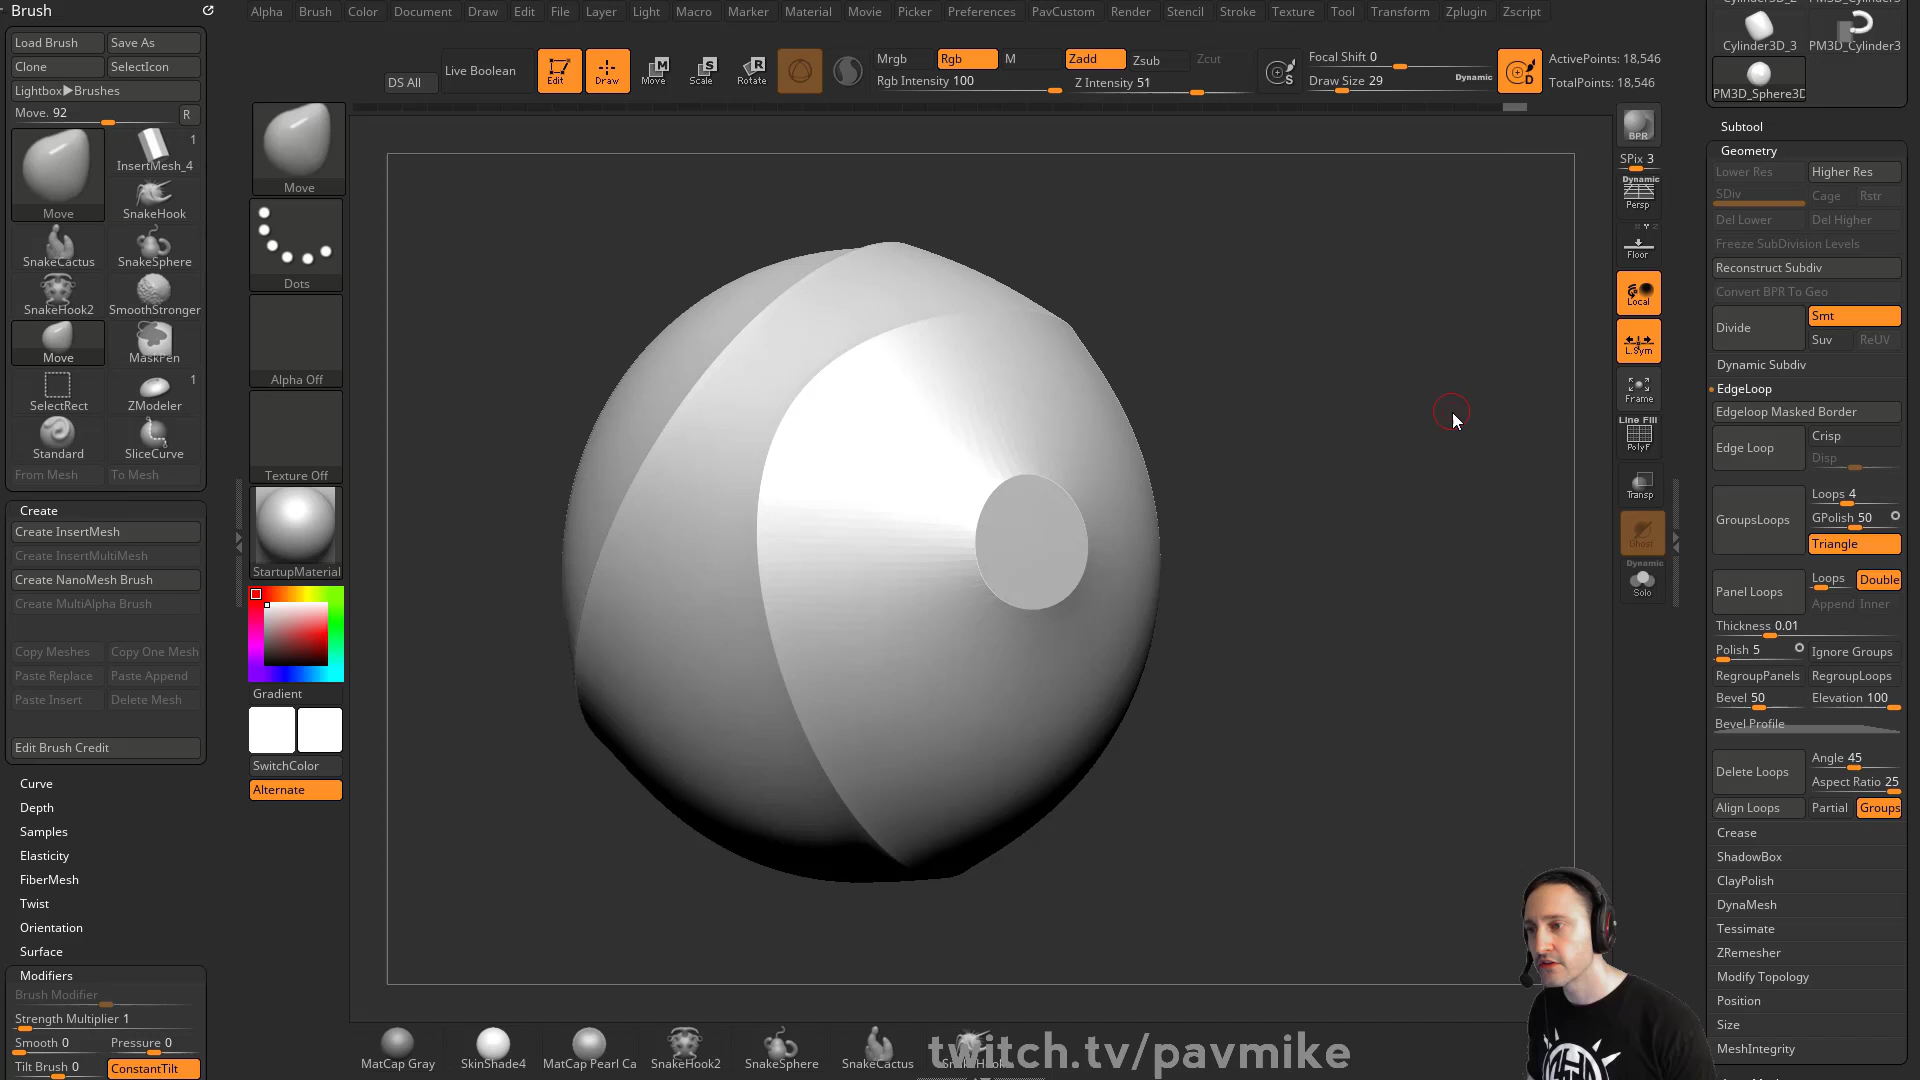 Brush
Alpha Brush Color Document Draw Edit File Layer Light Macro Marker Material Movie Picker Preferences PavCustom Render Stencil Stroke Texture Tool Transform Zplugin Zscript
Load Brush Save As
Clone SelectIcon
Lightbox▶Brushes
Move. 92 R
Move
1
InsertMesh_4
SnakeHook
SnakeCactus SnakeSphere
SnakeHook2 SmoothStronger
Move MaskPen
1
SelectRect ZModeler
Standard SliceCurve
From Mesh To Mesh
Create
Create InsertMesh
Create InsertMultiMesh
Create NanoMesh Brush
Create MultiAlpha Brush
Copy Meshes Copy One Mesh
Paste Replace Paste Append
Paste Insert Delete Mesh
Edit Brush Credit
Curve
Depth
Samples
Elasticity
FiberMesh
Twist
Orientation
Surface
Modifiers
Brush Modifier
Strength Multiplier 1
Smooth 0 Pressure 0
Tilt Brush 0 ConstantTilt
DS All
Live Boolean
Edit Draw Move Scale Rotate
Mrgb Rgb M
Rgb Intensity 100
Zadd Zsub Zcut
Z Intensity 51
Focal Shift 0
Draw Size 29 Dynamic
ActivePoints: 18,546
TotalPoints: 18,546
Move
Dots
Alpha Off
Texture Off
StartupMaterial
Gradient
SwitchColor
Alternate
BPR
SPix 3
Dynamic
Persp
Floor
Local
L.Sym
Frame
Line Fill
PolyF
Transp
Ghost
Dynamic
Solo
Cylinder3D_3 PM3D_Cylinder3
PM3D_Sphere3D
Subtool
Geometry
Lower Res Higher Res
SDiv Cage Rstr
Del Lower Del Higher
Freeze SubDivision Levels
Reconstruct Subdiv
Convert BPR To Geo
Divide Smt
Suv ReUV
Dynamic Subdiv
EdgeLoop
Edgeloop Masked Border
Edge Loop Crisp
Disp
GroupsLoops Loops 4
GPolish 50
Triangle
Panel Loops Loops Double
Append Inner
Thickness 0.01
Polish 5 Ignore Groups
RegroupPanels RegroupLoops
Bevel 50 Elevation 100
Bevel Profile
Delete Loops Angle 45
Aspect Ratio 25
Align Loops Partial Groups
Crease
ShadowBox
ClayPolish
DynaMesh
Tessimate
ZRemesher
Modify Topology
Position
Size
MeshIntegrity
MatCap Gray SkinShade4 MatCap Pearl Ca SnakeHook2 SnakeSphere SnakeCactus
twitch.tv/pavmike